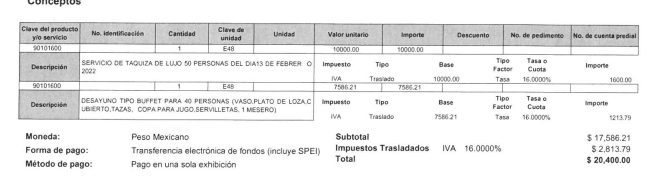 Conceptos
Clave del producto y/o servicio No. identificación Cantidad Clave de unidad Unidad Valor unitario Importe Descuento No. de pedimento No. de cuenta predial
90101600 1 E48 10000.00 10000.00
Descripción SERVICIO DE TAQUIZA DE LUJO 50 PERSONAS DEL DIA13 DE FEBRER O 2022 Impuesto Tipo Base Tipo Factor Tasa o Cuota Importe
IVA Traslado 10000.00 Tasa 16.0000% 1600.00
90101600 1 E48 7586.21 7586.21
Descripción DESAYUNO TIPO BUFFET PARA 40 PERSONAS (VASO,PLATO DE LOZA,C UBIERTO,TAZAS, COPA PARA JUGO,SERVILLETAS, 1 MESERO) Impuesto Tipo Base Tipo Factor Tasa o Cuota Importe
IVA Traslado 7586.21 Tasa 16.0000% 1213.79
Moneda: Peso Mexicano Subtotal $ 17,586.21
Forma de pago: Transferencia electrónica de fondos (incluye SPEI) Impuestos Trasladados IVA 16.0000% $ 2,813.79
Método de pago: Pago en una sola exhibición Total $ 20,400.00